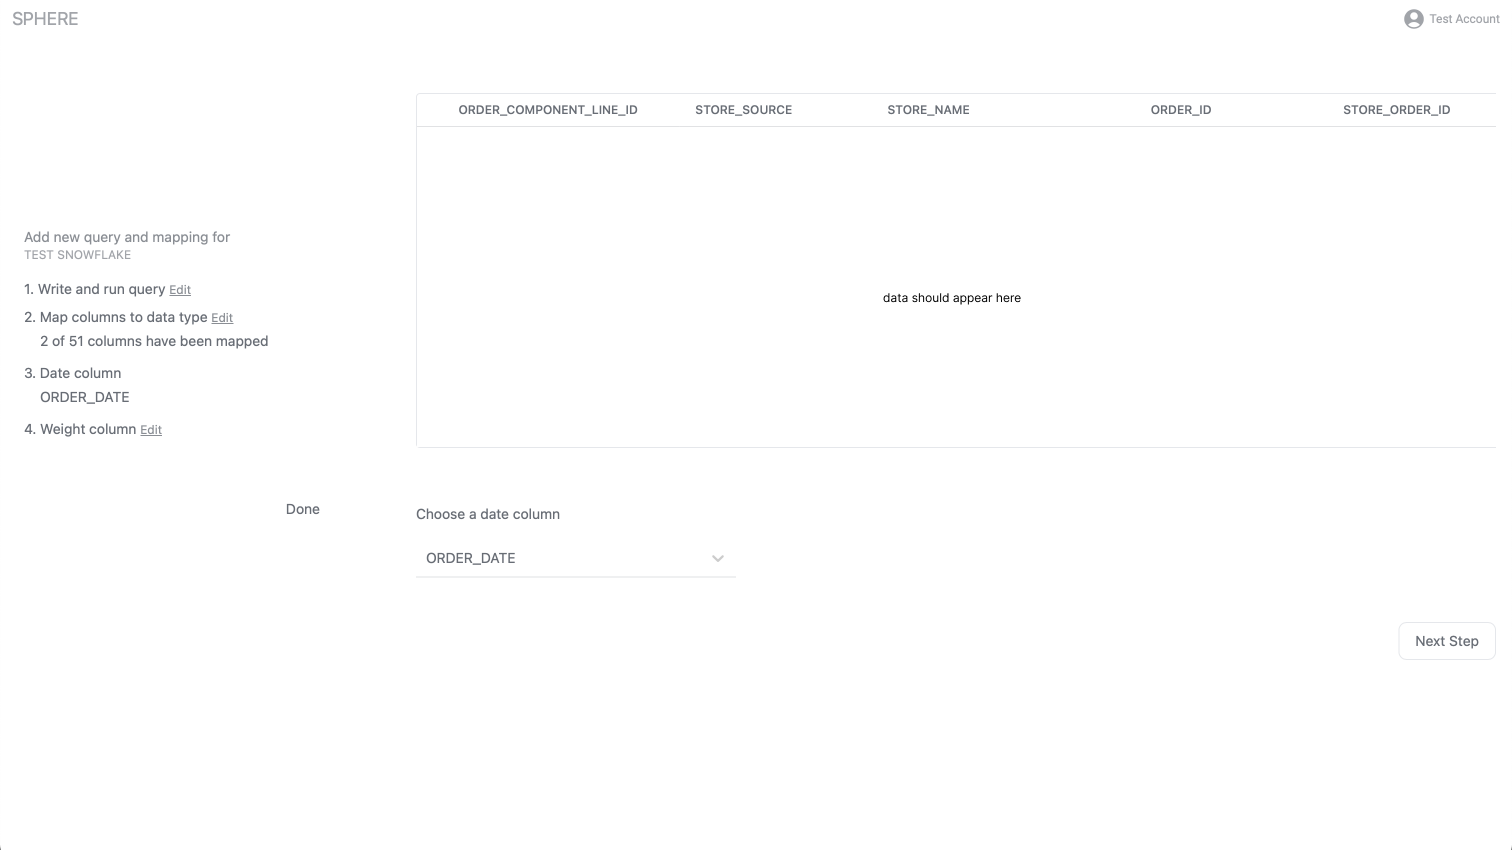 SPHERE
Test Account
ORDER_COMPONENT_LINE_ID STORE_SOURCE STORE_NAME ORDER_ID STORE_ORDER_ID
data should appear here
Add new query and mapping for
TEST SNOWFLAKE
1. Write and run query Edit
2. Map columns to data type Edit
2 of 51 columns have been mapped
3. Date column
ORDER_DATE
4. Weight column Edit
Done
Choose a date column
ORDER_DATE
Next Step